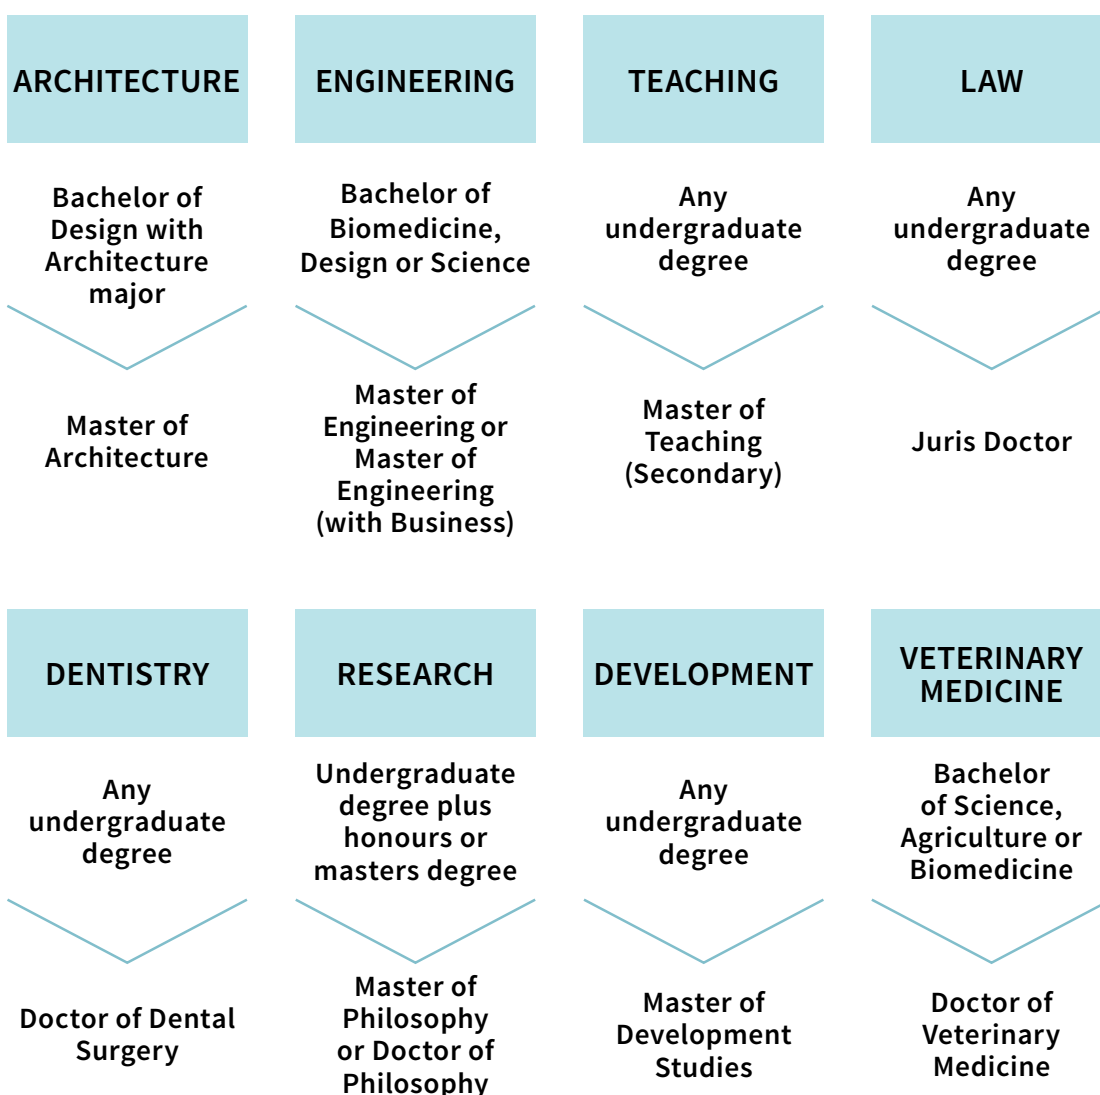 ARCHITECTURE
Bachelor of
Design with
Architecture
major
Master of
Architecture
ENGINEERING
Bachelor of
Biomedicine,
Design or Science
Master of
Engineering or
Master of
Engineering
(with Business)
TEACHING
Any
undergraduate
degree
Master of
Teaching
(Secondary)
LAW
Any
undergraduate
degree
Juris Doctor
DENTISTRY
Any
undergraduate
degree
Doctor of Dental
Surgery
RESEARCH
Undergraduate
degree plus
honours or
masters degree
Master of
Philosophy
or Doctor of
Philosophy
DEVELOPMENT
Any
undergraduate
degree
Master of
Development
Studies
VETERINARY
MEDICINE
Bachelor
of Science,
Agriculture or
Biomedicine
Doctor of
Veterinary
Medicine